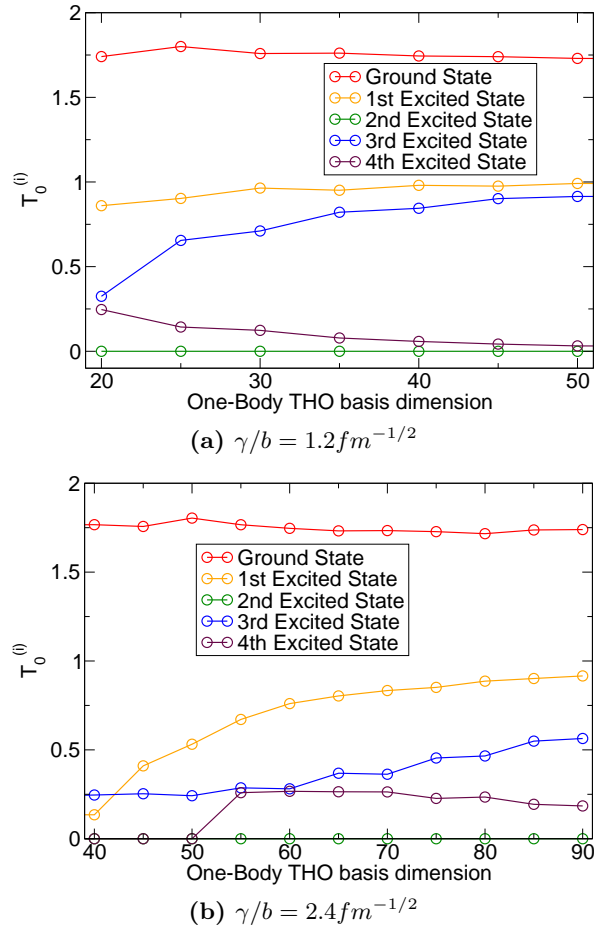 2
1.5
1
0.5
0
T_0^{(i)}
Ground State
1st Excited State
2nd Excited State
3rd Excited State
4th Excited State
20 30 40 50
One-Body THO basis dimension
(a) γ/b = 1.2fm^{−1/2}
2
1.5
1
0.5
0
T_0^{(i)}
Ground State
1st Excited State
2nd Excited State
3rd Excited State
4th Excited State
40 50 60 70 80 90
One-Body THO basis dimension
(b) γ/b = 2.4fm^{−1/2}